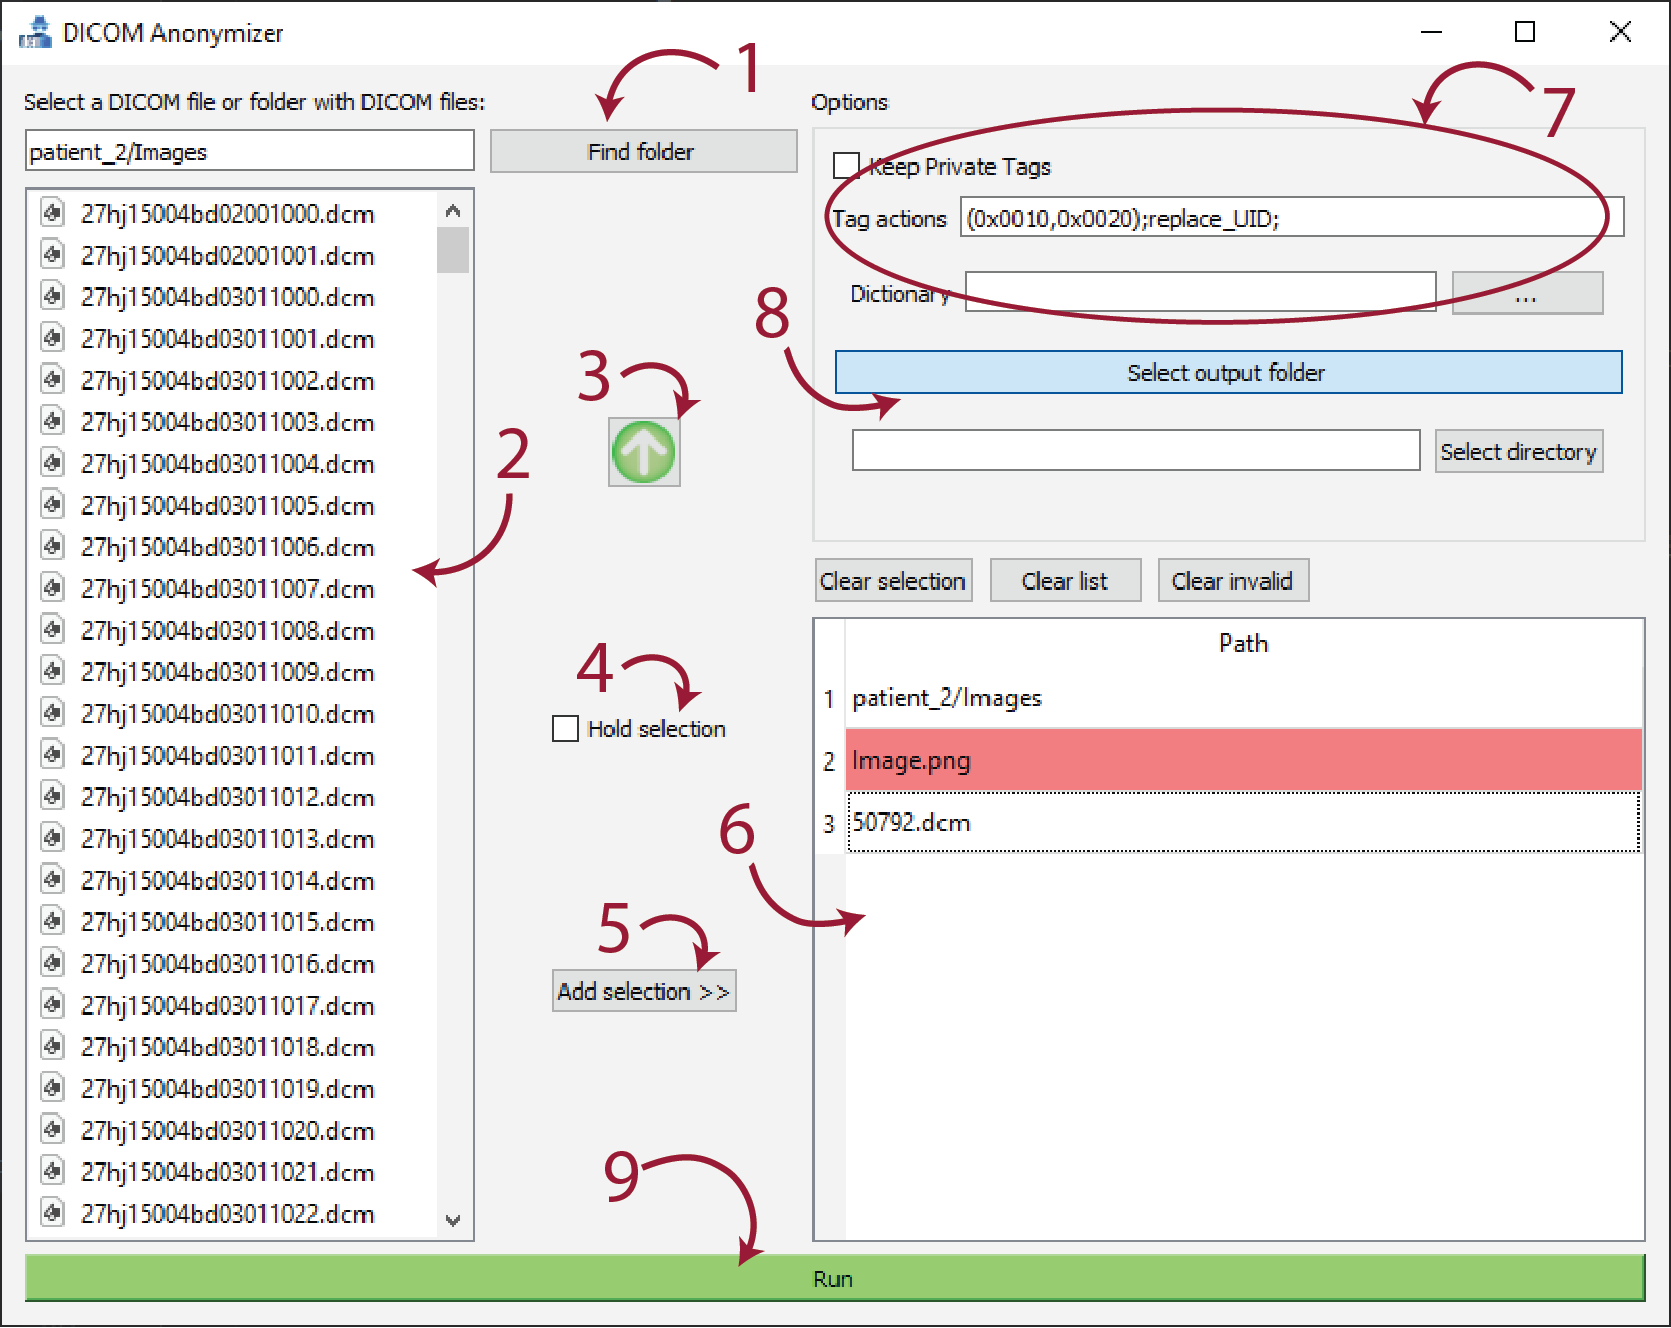 DICOM Anonymizer
1
Select a DICOM file or folder with DICOM files:
patient_2/Images
Find folder
27hj15004bd02001000.dcm
27hj15004bd02001001.dcm
27hj15004bd03011000.dcm
27hj15004bd03011001.dcm
27hj15004bd03011002.dcm
27hj15004bd03011003.dcm
27hj15004bd03011004.dcm
27hj15004bd03011005.dcm
27hj15004bd03011006.dcm
27hj15004bd03011007.dcm
27hj15004bd03011008.dcm
27hj15004bd03011009.dcm
27hj15004bd03011010.dcm
27hj15004bd03011011.dcm
27hj15004bd03011012.dcm
27hj15004bd03011013.dcm
27hj15004bd03011014.dcm
27hj15004bd03011015.dcm
27hj15004bd03011016.dcm
27hj15004bd03011017.dcm
27hj15004bd03011018.dcm
27hj15004bd03011019.dcm
27hj15004bd03011020.dcm
27hj15004bd03011021.dcm
27hj15004bd03011022.dcm
2
3
4
Hold selection
5
Add selection >>
Options
7
Keep Private Tags
Tag actions (0x0010,0x0020);replace_UID;
Dictionary ...
8
Select output folder
Select directory
Clear selection Clear list Clear invalid
Path
1 patient_2/Images
2 Image.png
3 50792.dcm
6
9
Run